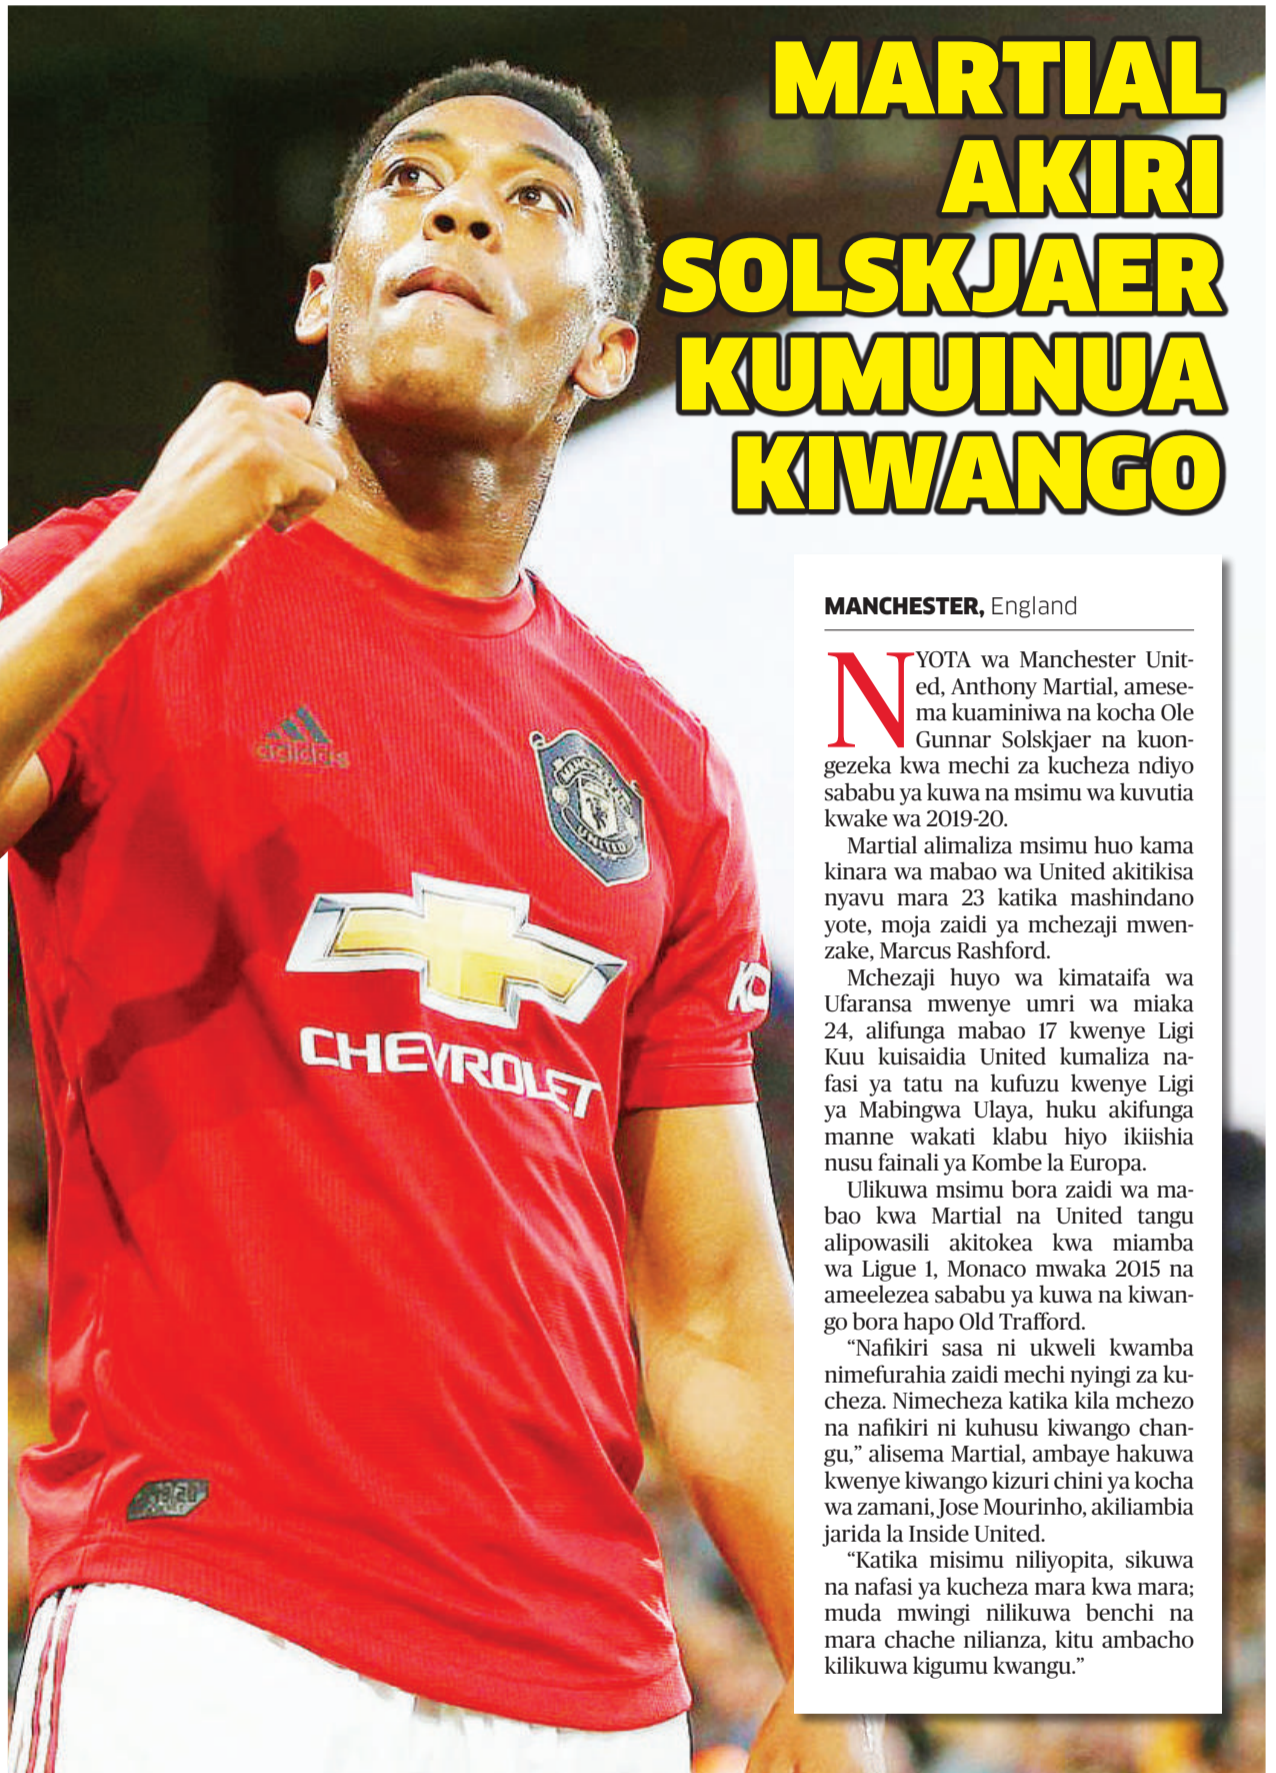 MARTIAL
AKIRI
SOLSKJAER
KUMUINUA
KIWANGO
MANCHESTER, England
NYOTA wa Manchester Unit-
ed, Anthony Martial, amese-
ma kuaminiwa na kocha Ole
Gunnar Solskjaer na kuon-
gezeka kwa mechi za kucheza ndiyo
sababu ya kuwa na msimu wa kuvutia
kwake wa 2019-20.
Martial alimaliza msimu huo kama
kinara wa mabao wa United akitikisa
nyavu mara 23 katika mashindano
yote, moja zaidi ya mchezaji mwen-
zake, Marcus Rashford.
Mchezaji huyo wa kimataifa wa
Ufaransa mwenye umri wa miaka
24, alifunga mabao 17 kwenye Ligi
Kuu kuisaidia United kumaliza na-
fasi ya tatu na kufuzu kwenye Ligi
ya Mabingwa Ulaya, huku akifunga
manne wakati klabu hiyo ikiishia
nusu fainali ya Kombe la Europa.
Ulikuwa msimu bora zaidi wa ma-
bao kwa Martial na United tangu
alipowasili akitokea kwa miamba
wa Ligue 1, Monaco mwaka 2015 na
ameelezea sababu ya kuwa na kiwan-
go bora hapo Old Trafford.
“Nafikiri sasa ni ukweli kwamba
nimefurahia zaidi mechi nyingi za ku-
cheza. Nimecheza katika kila mchezo
na nafikiri ni kuhusu kiwango chan-
gu,” alisema Martial, ambaye hakuwa
kwenye kiwango kizuri chini ya kocha
wa zamani, Jose Mourinho, akiliambia
jarida la Inside United.
“Katika misimu niliyopita, sikuwa
na nafasi ya kucheza mara kwa mara;
muda mwingi nilikuwa benchi na
mara chache nilianza, kitu ambacho
kilikuwa kigumu kwangu.”
adidas
MANCHESTER
UNITED
CHEVROLET